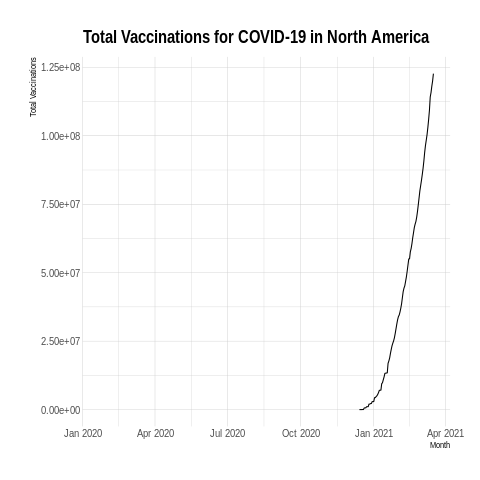 Total Vaccinations for COVID-19 in North America
Total Vaccinations
1.25e+08
1.00e+08
7.50e+07
5.00e+07
2.50e+07
0.00e+00
Jan 2020 Apr 2020 Jul 2020 Oct 2020 Jan 2021 Apr 2021
Month